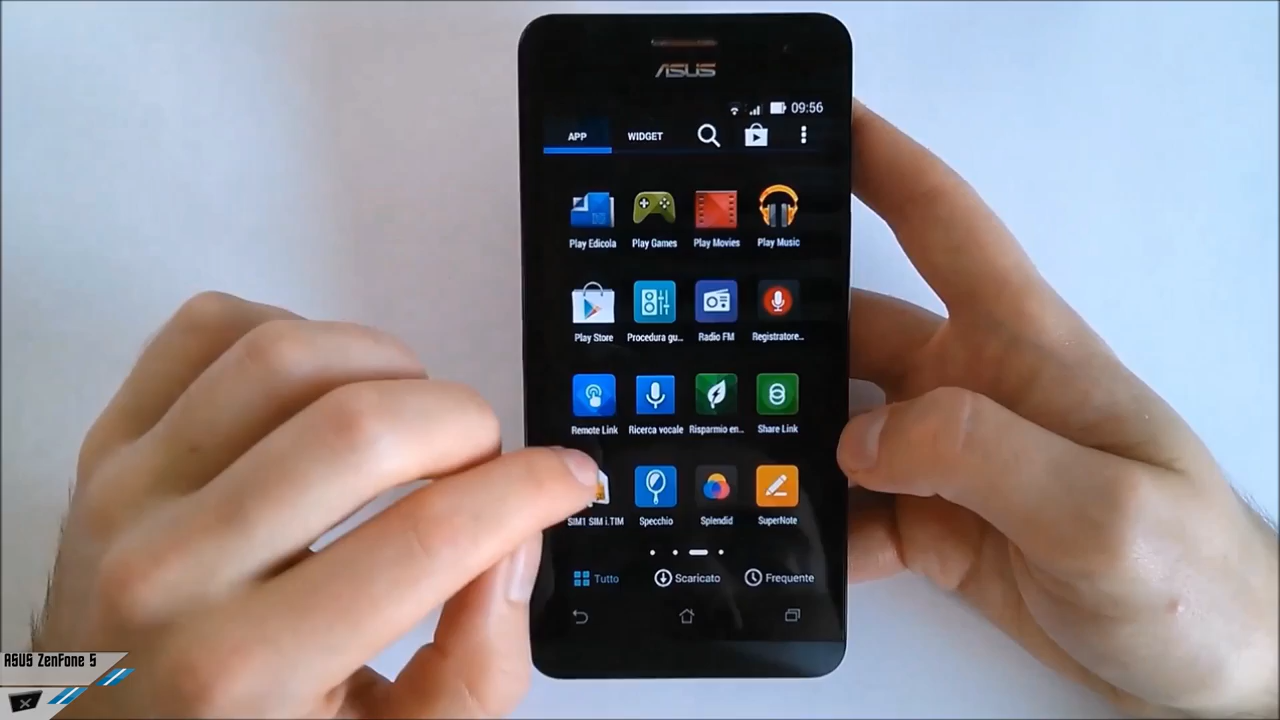 ASUS
09:56
APP WIDGET
Play Edicola Play Games Play Movies Play Music
Play Store Procedura gu... Radio FM Registratore...
Remote Link Ricerca vocale Risparmio en... Share Link
SIM1 SIM i.TIM Specchio Splendid SuperNote
Tutto Scaricato Frequente
ASUS ZenFone 5